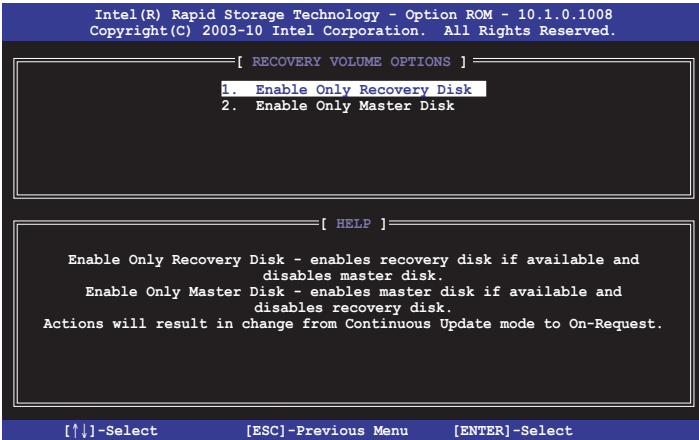 Intel(R) Rapid Storage Technology - Option ROM - 10.1.0.1008
Copyright(C) 2003-10 Intel Corporation.  All Rights Reserved.
[ RECOVERY VOLUME OPTIONS ]
1.  Enable Only Recovery Disk
2.  Enable Only Master Disk
[ HELP ]
Enable Only Recovery Disk - enables recovery disk if available and
disables master disk.
Enable Only Master Disk - enables master disk if available and
disables recovery disk.
Actions will result in change from Continuous Update mode to On-Request.
[↑↓]-Select [ESC]-Previous Menu [ENTER]-Select